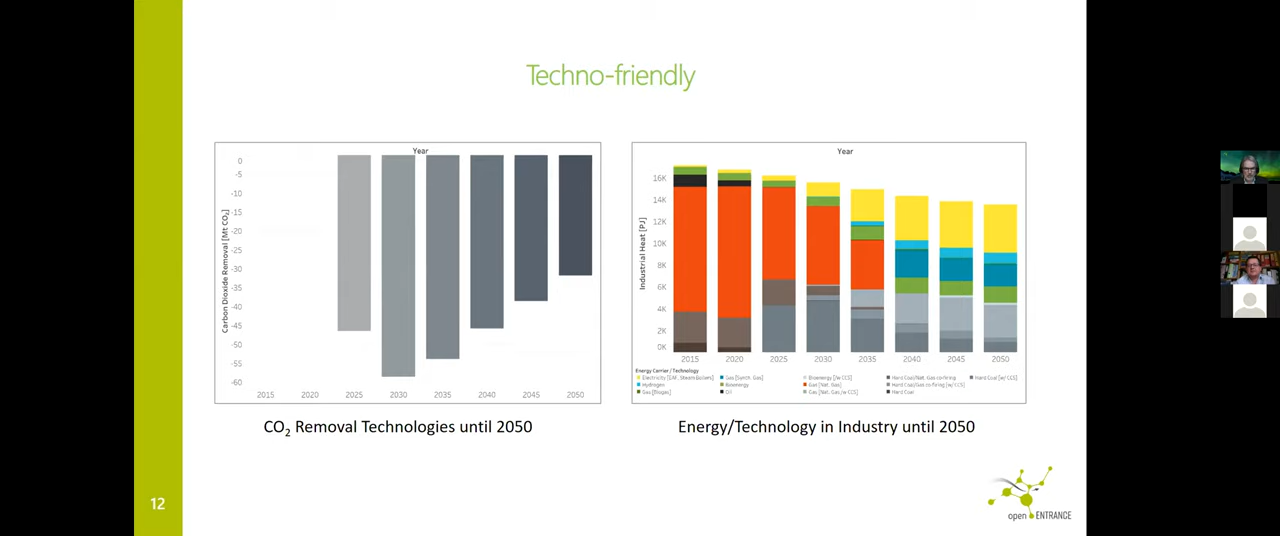 Techno-friendly
Year
0
-5
-10
-15
-20
-25
-30
-35
-40
-45
-50
-55
-60
Carbon Dioxide Removal [Mt CO2]
2015 2020 2025 2030 2035 2040 2045 2050
CO2 Removal Technologies until 2050
Year
16K
14K
12K
10K
8K
6K
4K
2K
0K
Industrial Heat [PJ]
2015 2020 2025 2030 2035 2040 2045 2050
Energy Carrier / Technology
Electricity [EAF, Steam Boilers] Gas [Synth. Gas] Bioenergy [w/ CCS] Hard Coal/Nat. Gas co-firing Hard Coal [w/ CCS]
Hydrogen Bioenergy Gas [Nat. Gas] Hard Coal/Gas co-firing [w/ CCS]
Gas [Biogas] Oil Gas [Nat. Gas /w CCS] Hard Coal
Energy/Technology in Industry until 2050
12
open ENTRANCE